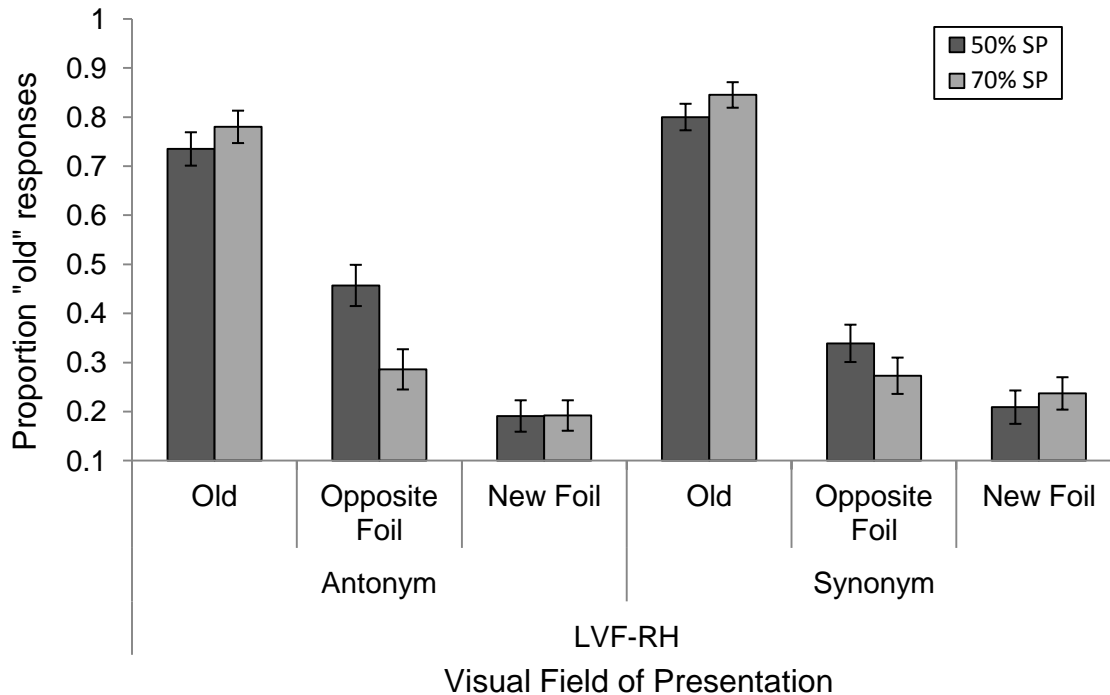 1
0.9
0.8
0.7
0.6
0.5
0.4
0.3
0.2
0.1
Proportion "old" responses
50% SP
70% SP
Old
Opposite
Foil
New Foil
Old
Opposite
Foil
New Foil
Antonym
Synonym
LVF-RH
Visual Field of Presentation